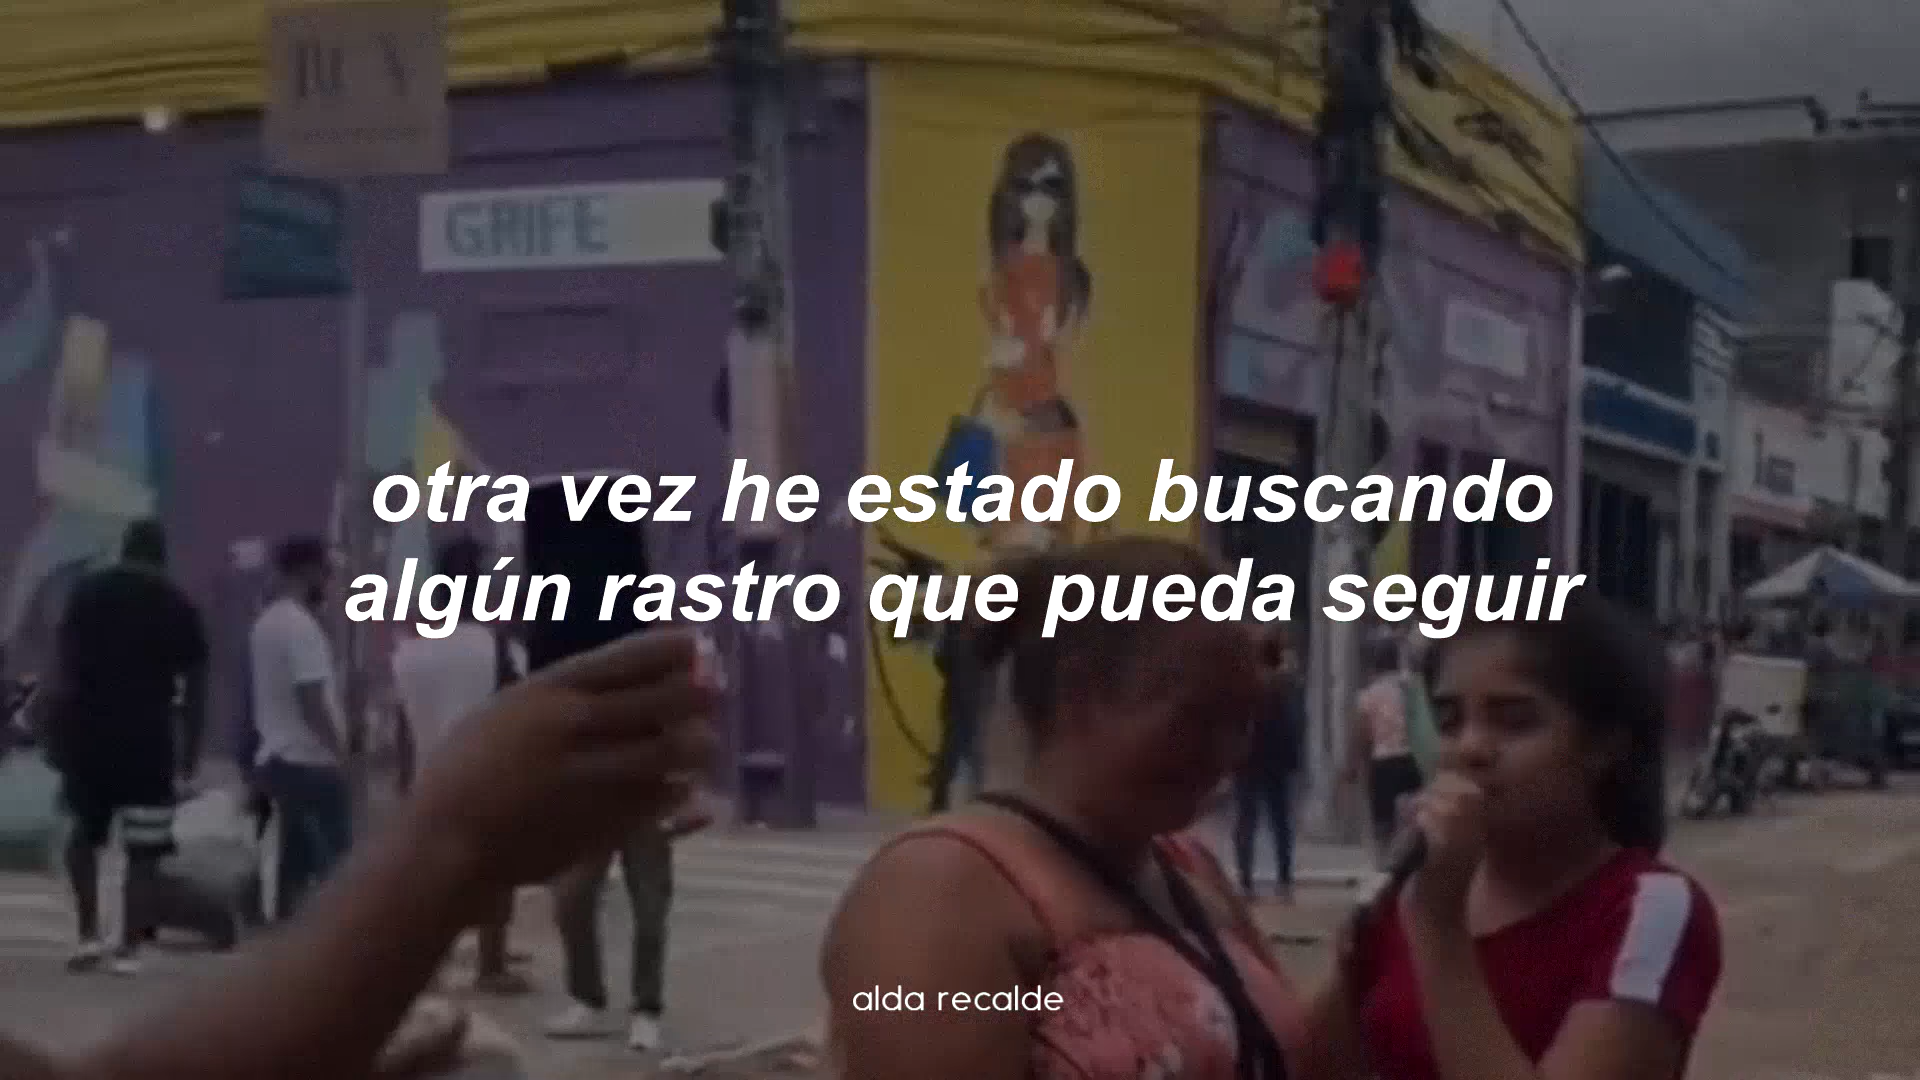 GRIFE
otra vez he estado buscando
algún rastro que pueda seguir
alda recalde